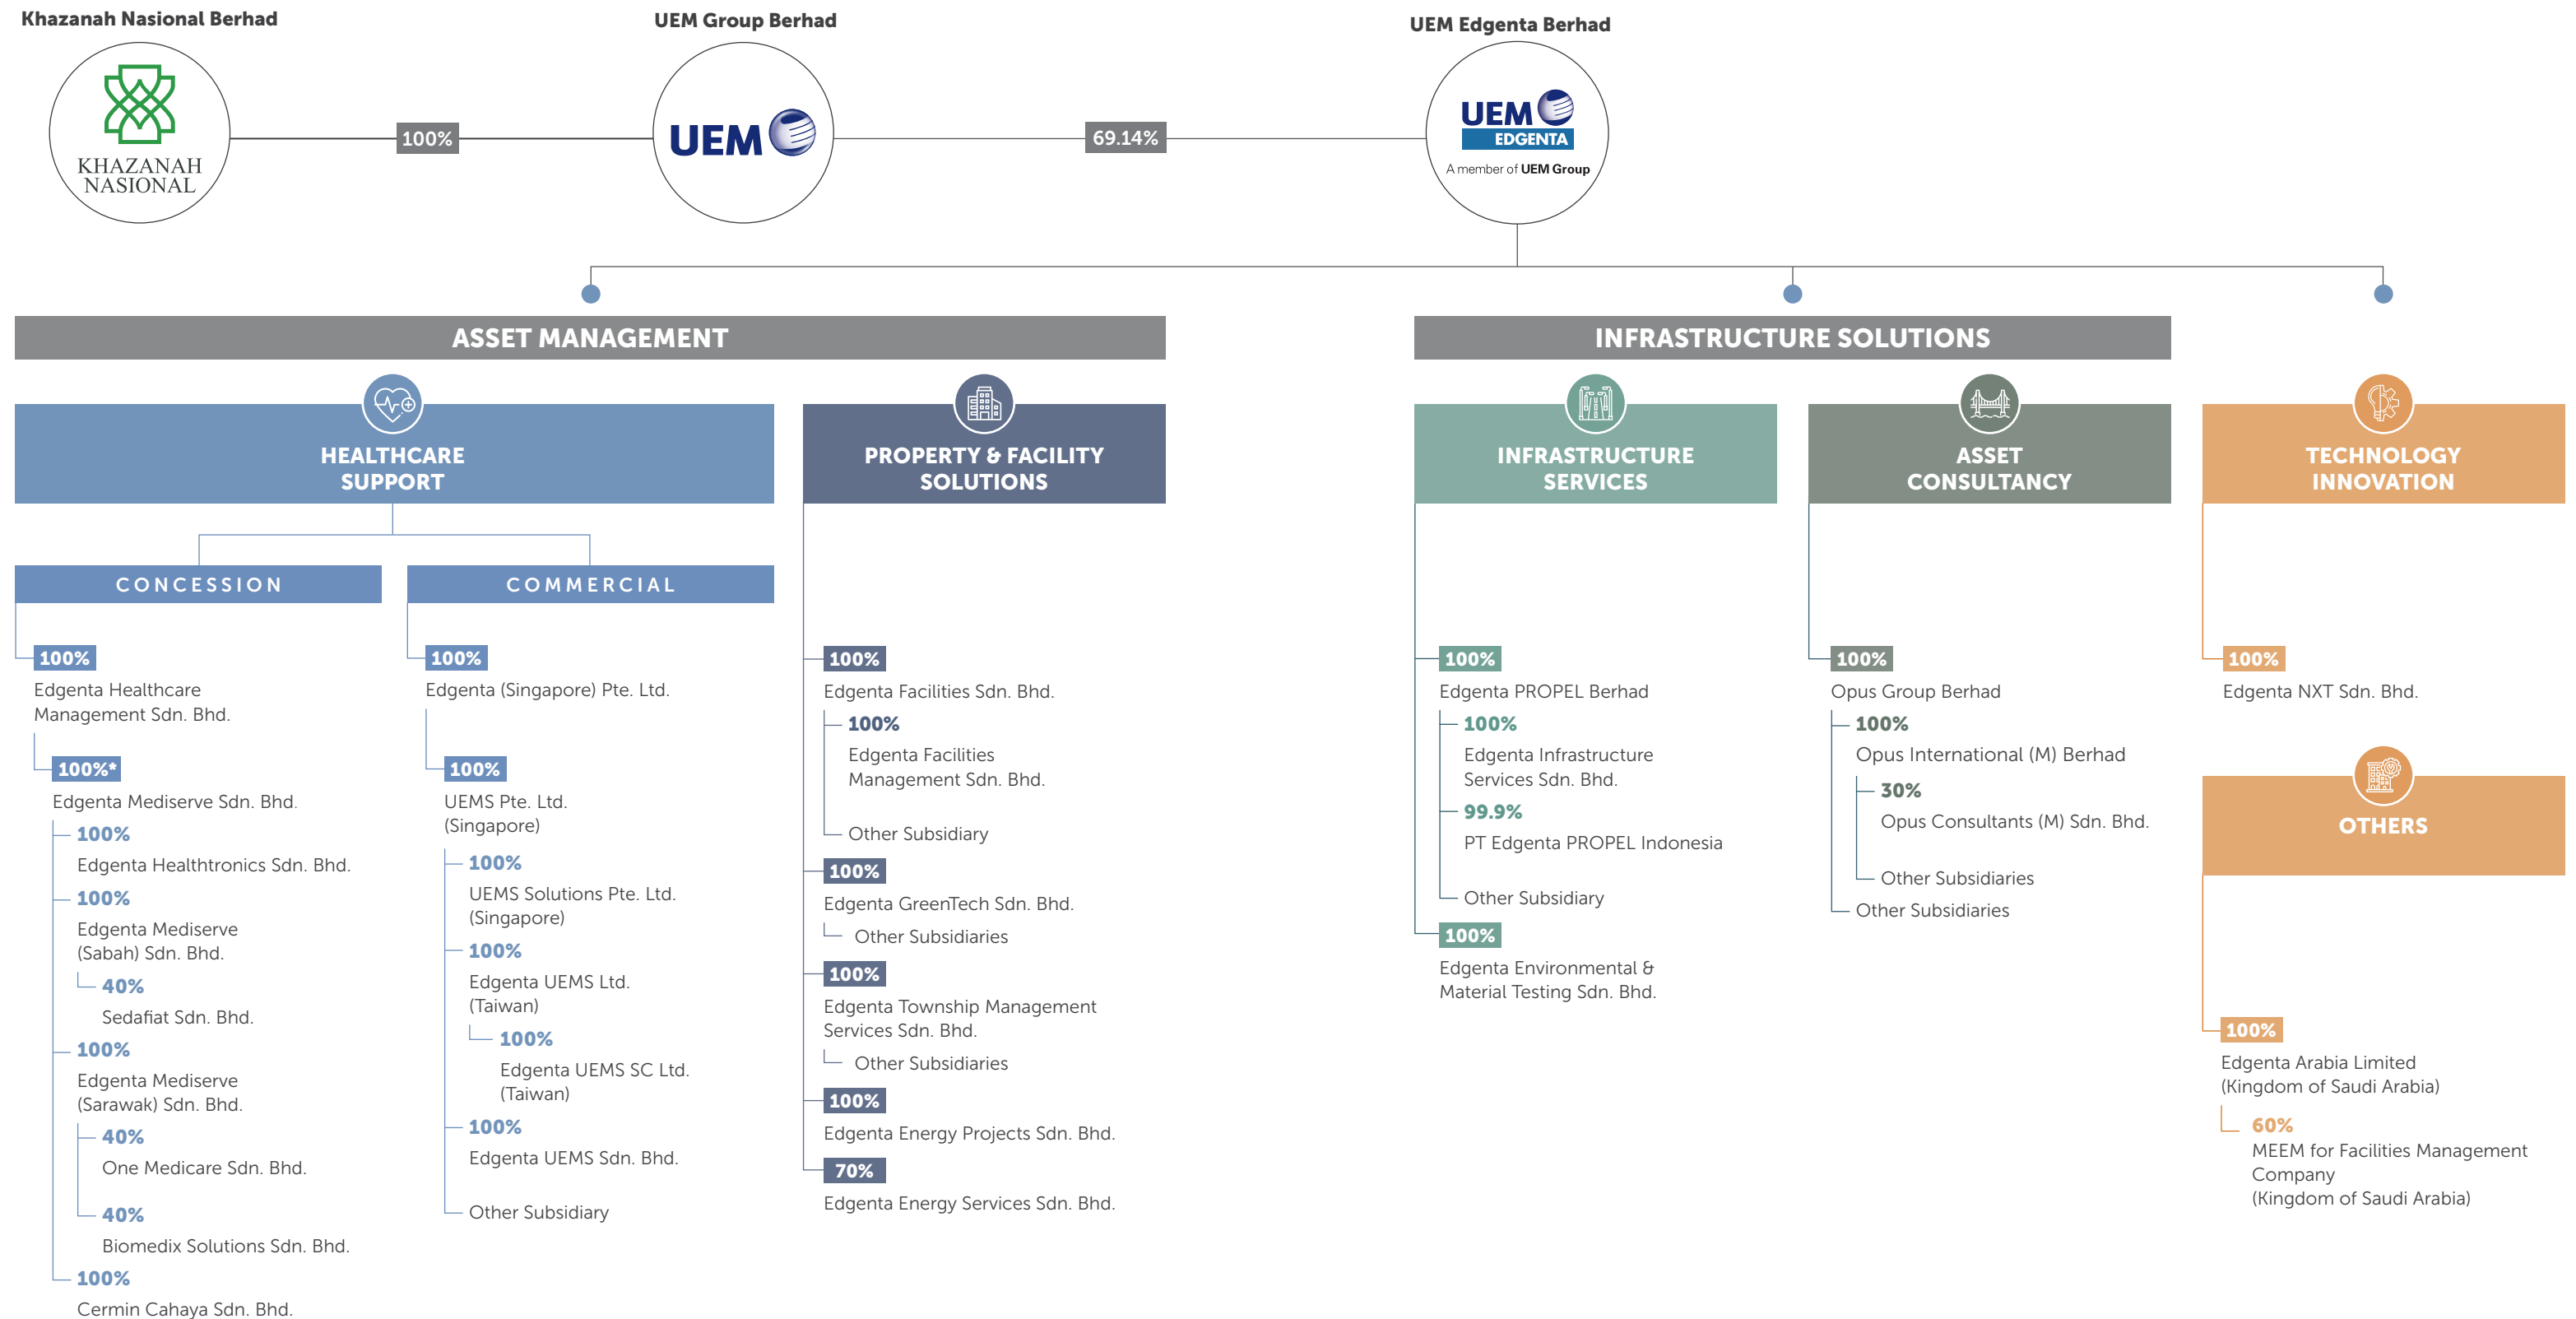 Khazanah Nasional Berhad
UEM Group Berhad
UEM Edgenta Berhad
KHAZANAH
NASIONAL
100%
UEM
69.14%
UEM
EDGENTA
A member of UEM Group
ASSET MANAGEMENT
HEALTHCARE
SUPPORT
CONCESSION
100%
Edgenta Healthcare
Management Sdn. Bhd.
100%*
Edgenta Mediserve Sdn. Bhd.
100%
Edgenta Healthtronics Sdn. Bhd.
100%
Edgenta Mediserve
(Sabah) Sdn. Bhd.
40%
Sedafiat Sdn. Bhd.
100%
Edgenta Mediserve
(Sarawak) Sdn. Bhd.
40%
One Medicare Sdn. Bhd.
40%
Biomedix Solutions Sdn. Bhd.
100%
Cermin Cahaya Sdn. Bhd.
COMMERCIAL
100%
Edgenta (Singapore) Pte. Ltd.
100%
UEMS Pte. Ltd.
(Singapore)
100%
UEMS Solutions Pte. Ltd.
(Singapore)
100%
Edgenta UEMS Ltd.
(Taiwan)
100%
Edgenta UEMS SC Ltd.
(Taiwan)
100%
Edgenta UEMS Sdn. Bhd.
Other Subsidiary
PROPERTY & FACILITY
SOLUTIONS
100%
Edgenta Facilities Sdn. Bhd.
100%
Edgenta Facilities
Management Sdn. Bhd.
Other Subsidiary
100%
Edgenta GreenTech Sdn. Bhd.
Other Subsidiaries
100%
Edgenta Township Management
Services Sdn. Bhd.
Other Subsidiaries
100%
Edgenta Energy Projects Sdn. Bhd.
70%
Edgenta Energy Services Sdn. Bhd.
INFRASTRUCTURE SOLUTIONS
INFRASTRUCTURE
SERVICES
100%
Edgenta PROPEL Berhad
100%
Edgenta Infrastructure
Services Sdn. Bhd.
99.9%
PT Edgenta PROPEL Indonesia
Other Subsidiary
100%
Edgenta Environmental &
Material Testing Sdn. Bhd.
ASSET
CONSULTANCY
100%
Opus Group Berhad
100%
Opus International (M) Berhad
30%
Opus Consultants (M) Sdn. Bhd.
Other Subsidiaries
Other Subsidiaries
TECHNOLOGY
INNOVATION
100%
Edgenta NXT Sdn. Bhd.
OTHERS
100%
Edgenta Arabia Limited
(Kingdom of Saudi Arabia)
60%
MEEM for Facilities Management
Company
(Kingdom of Saudi Arabia)